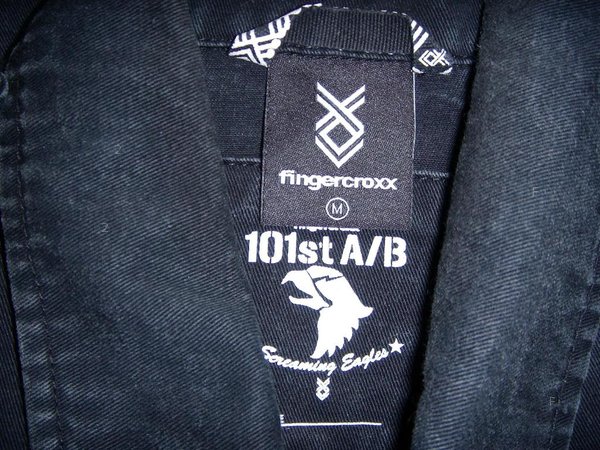 fingercroxx
M
101st A/B
Screaming Eagles